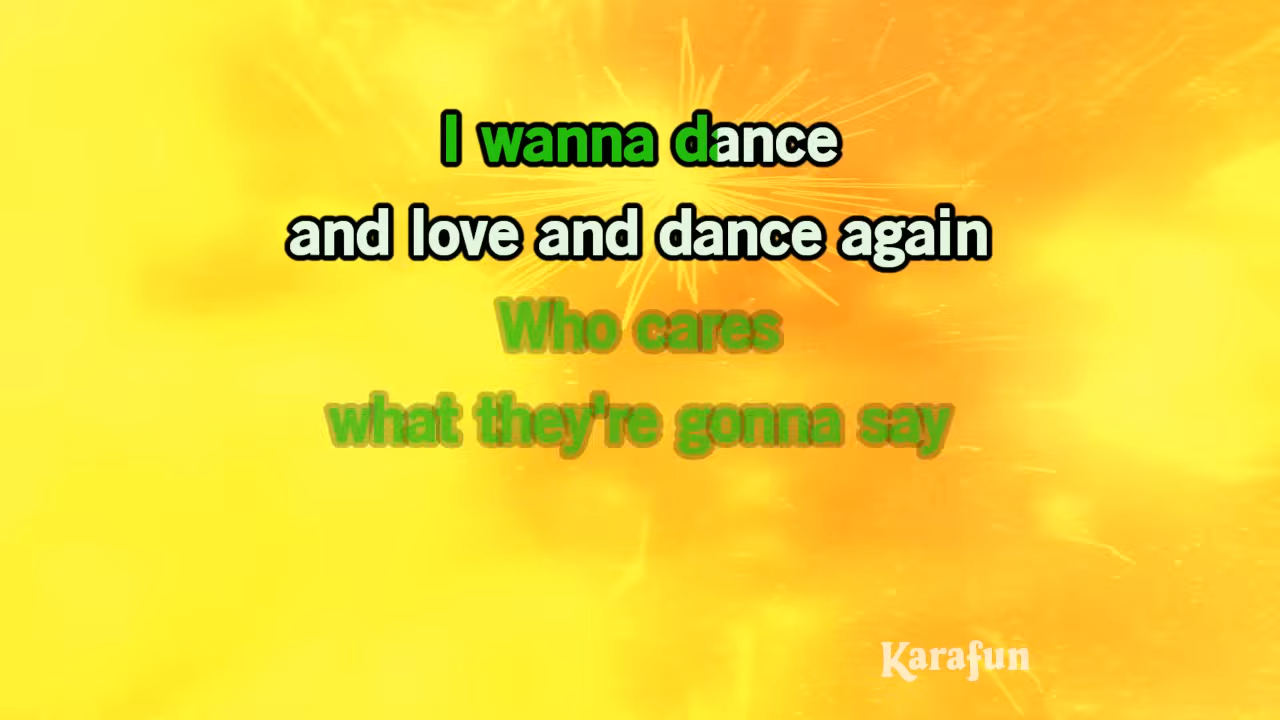 I wanna dance
and love and dance again
Who cares
what they're gonna say
Karafun